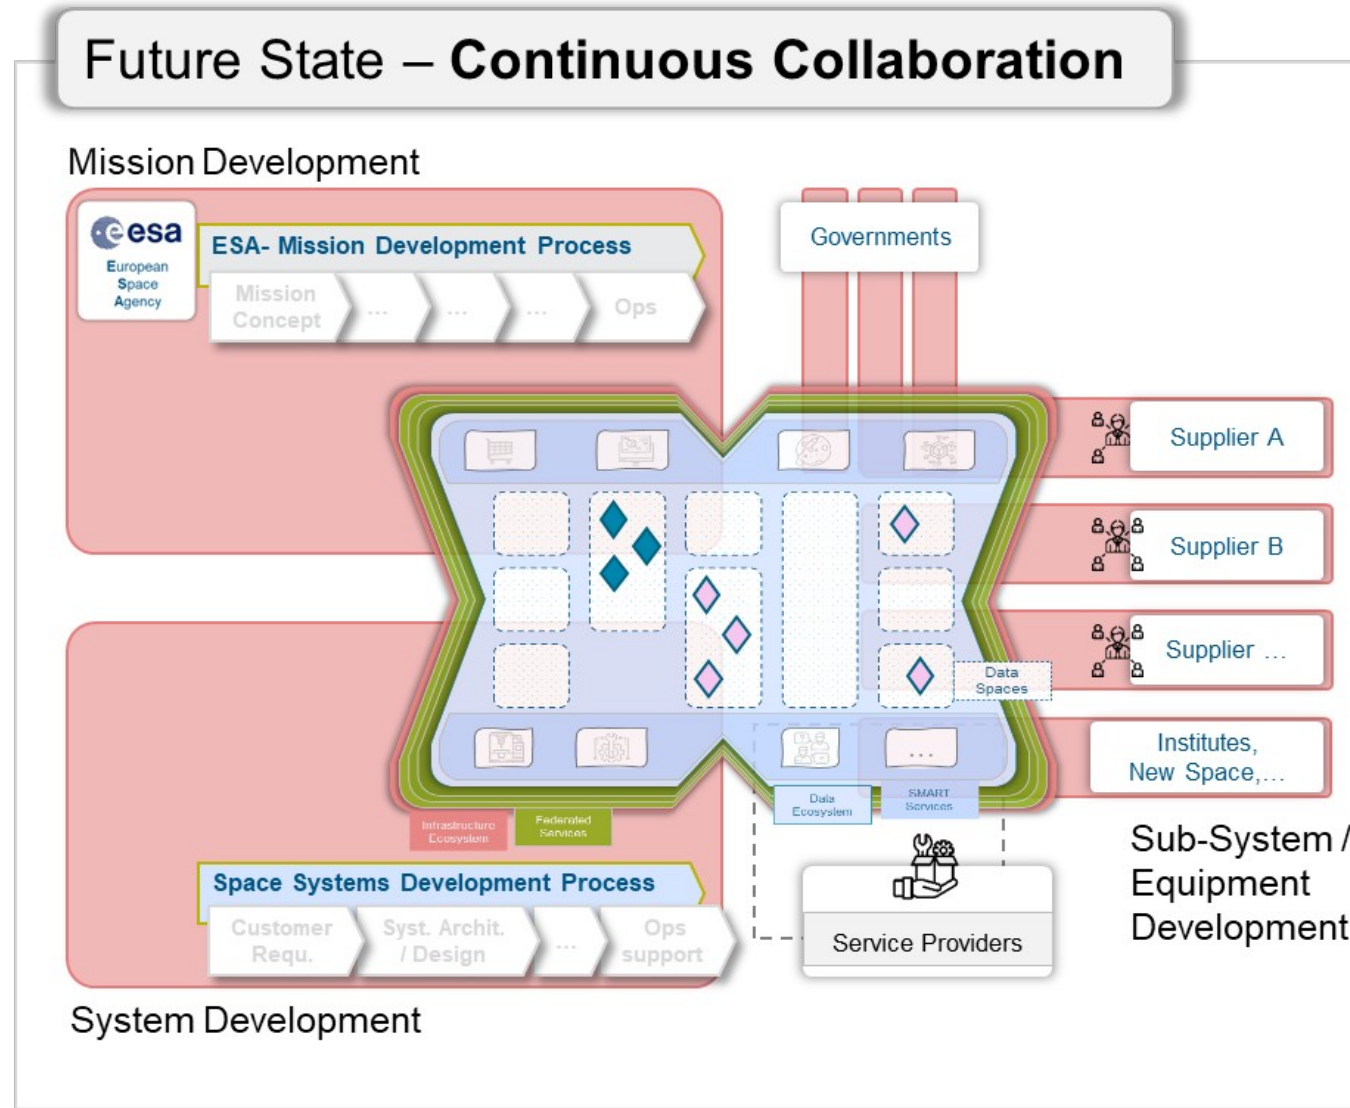 Future State – Continuous Collaboration
Mission Development
esa
European
Space
Agency
ESA- Mission Development Process
Mission
Concept
...
...
...
Ops
Governments
Supplier A
Supplier B
Supplier ...
Data
Spaces
Institutes,
New Space,...
...
Data
Ecosystem
SMART
Services
Infrastructure
Ecosystem
Federated
Services
Sub-System /
Equipment
Development
Space Systems Development Process
Customer
Requ.
Syst. Archit.
/ Design
...
Ops
support
Service Providers
System Development